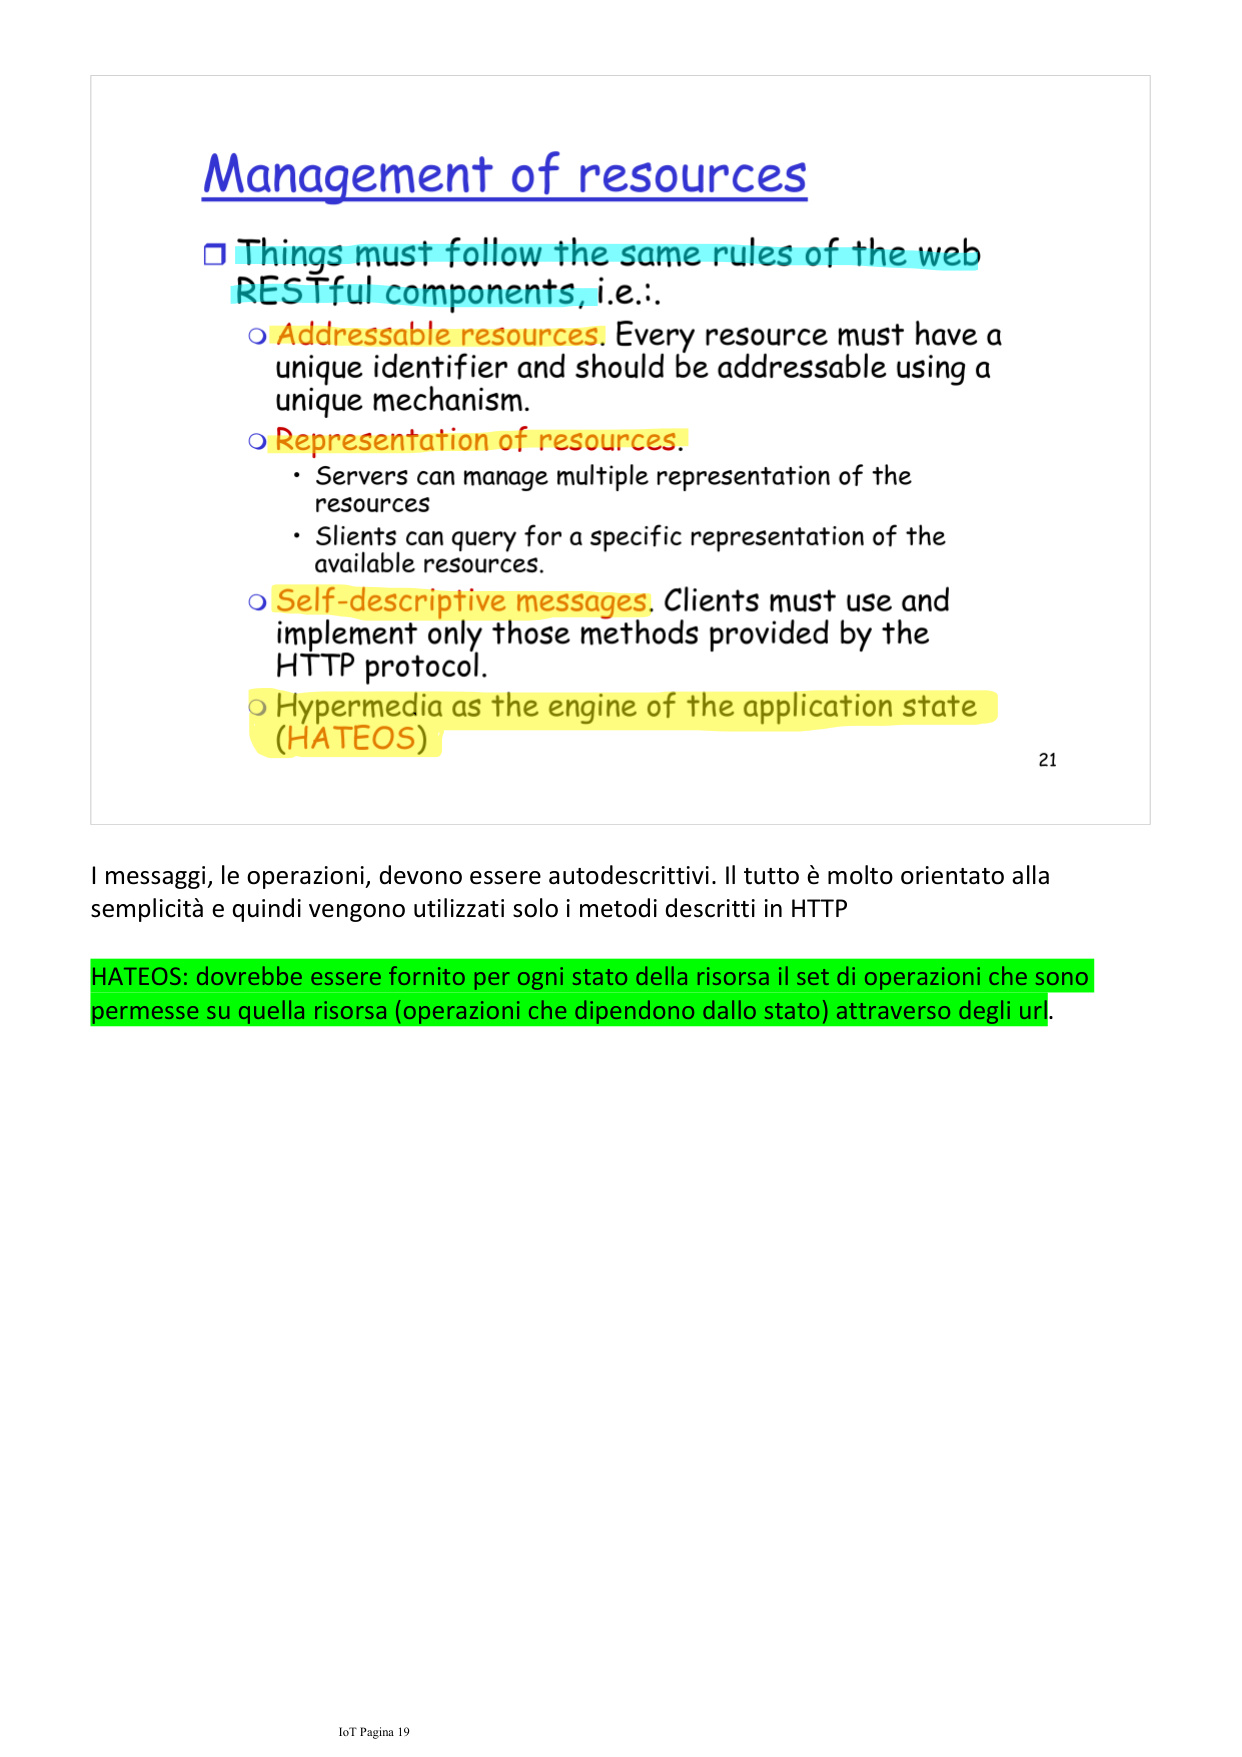 Management of resources
Things must follow the same rules of the web
RESTful components, i.e.:.
Addressable resources. Every resource must have a
unique identifier and should be addressable using a
unique mechanism.
Representation of resources.
• Servers can manage multiple representation of the
resources
• Slients can query for a specific representation of the
available resources.
Self-descriptive messages. Clients must use and
implement only those methods provided by the
HTTP protocol.
Hypermedia as the engine of the application state
(HATEOS)
21
I messaggi, le operazioni, devono essere autodescrittivi. Il tutto è molto orientato alla
semplicità e quindi vengono utilizzati solo i metodi descritti in HTTP
HATEOS: dovrebbe essere fornito per ogni stato della risorsa il set di operazioni che sono
permesse su quella risorsa (operazioni che dipendono dallo stato) attraverso degli url.
IoT Pagina 19